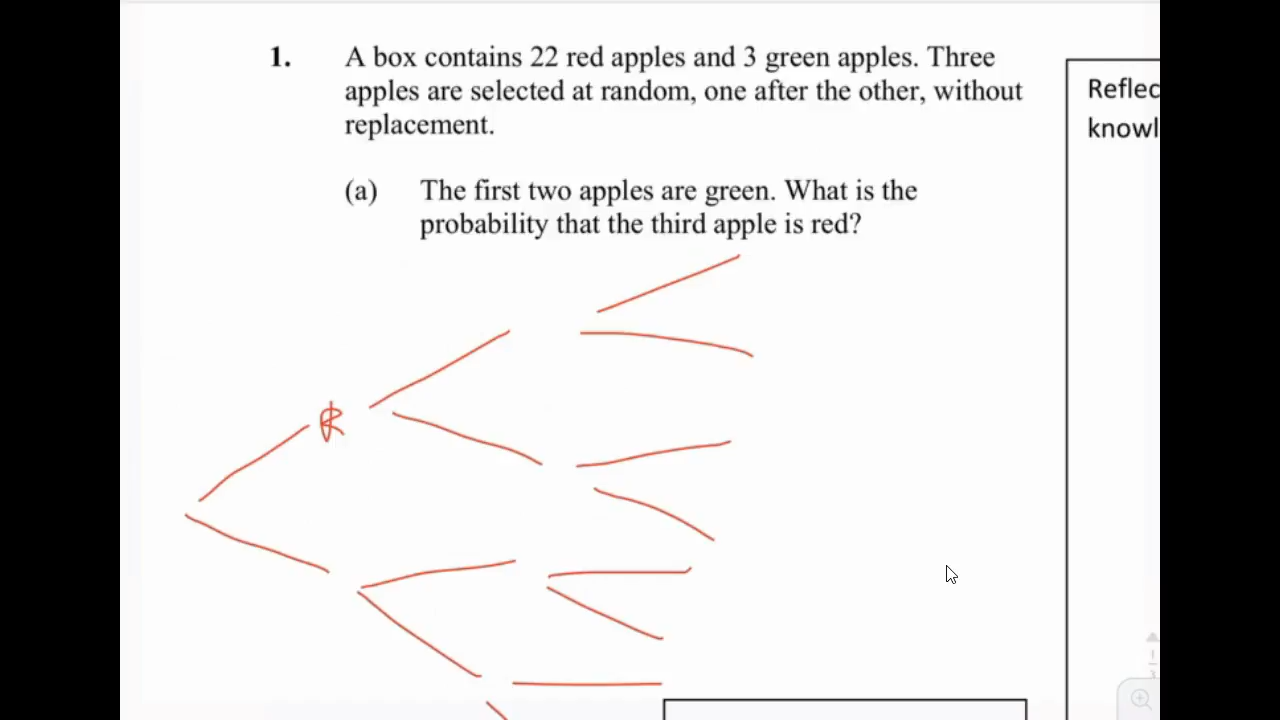 1. A box contains 22 red apples and 3 green apples. Three
apples are selected at random, one after the other, without
replacement.
(a) The first two apples are green. What is the
probability that the third apple is red?
Reflec
knowl
R